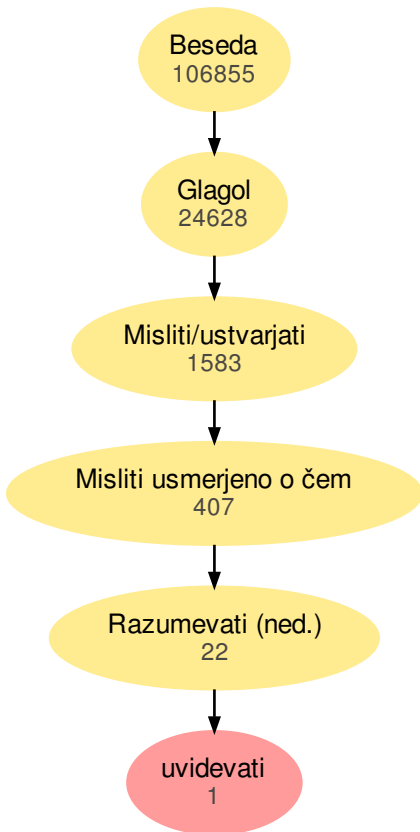 Beseda
106855
Glagol
24628
Misliti/ustvarjati
1583
Misliti usmerjeno o čem
407
Razumevati (ned.)
22
uvidevati
1